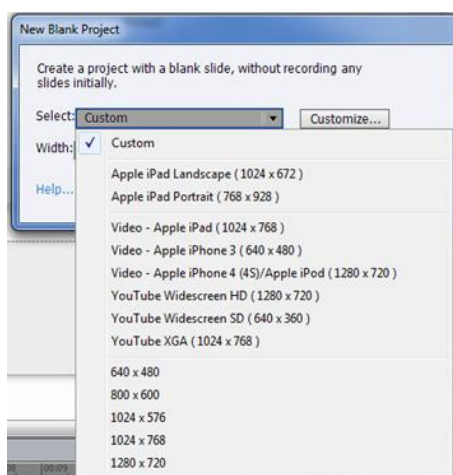 New Blank Project
Create a project with a blank slide, without recording any
slides initially.
Select: Custom
Customize...
Width:
Help...
Custom
Apple iPad Landscape ( 1024 x 672 )
Apple iPad Portrait ( 768 x 928 )
Video - Apple iPad ( 1024 x 768 )
Video - Apple iPhone 3 ( 640 x 480 )
Video - Apple iPhone 4 (4S)/Apple iPod ( 1280 x 720 )
YouTube Widescreen HD ( 1280 x 720 )
YouTube Widescreen SD ( 640 x 360 )
YouTube XGA ( 1024 x 768 )
640 x 480
800 x 600
1024 x 576
1024 x 768
1280 x 720
00:09